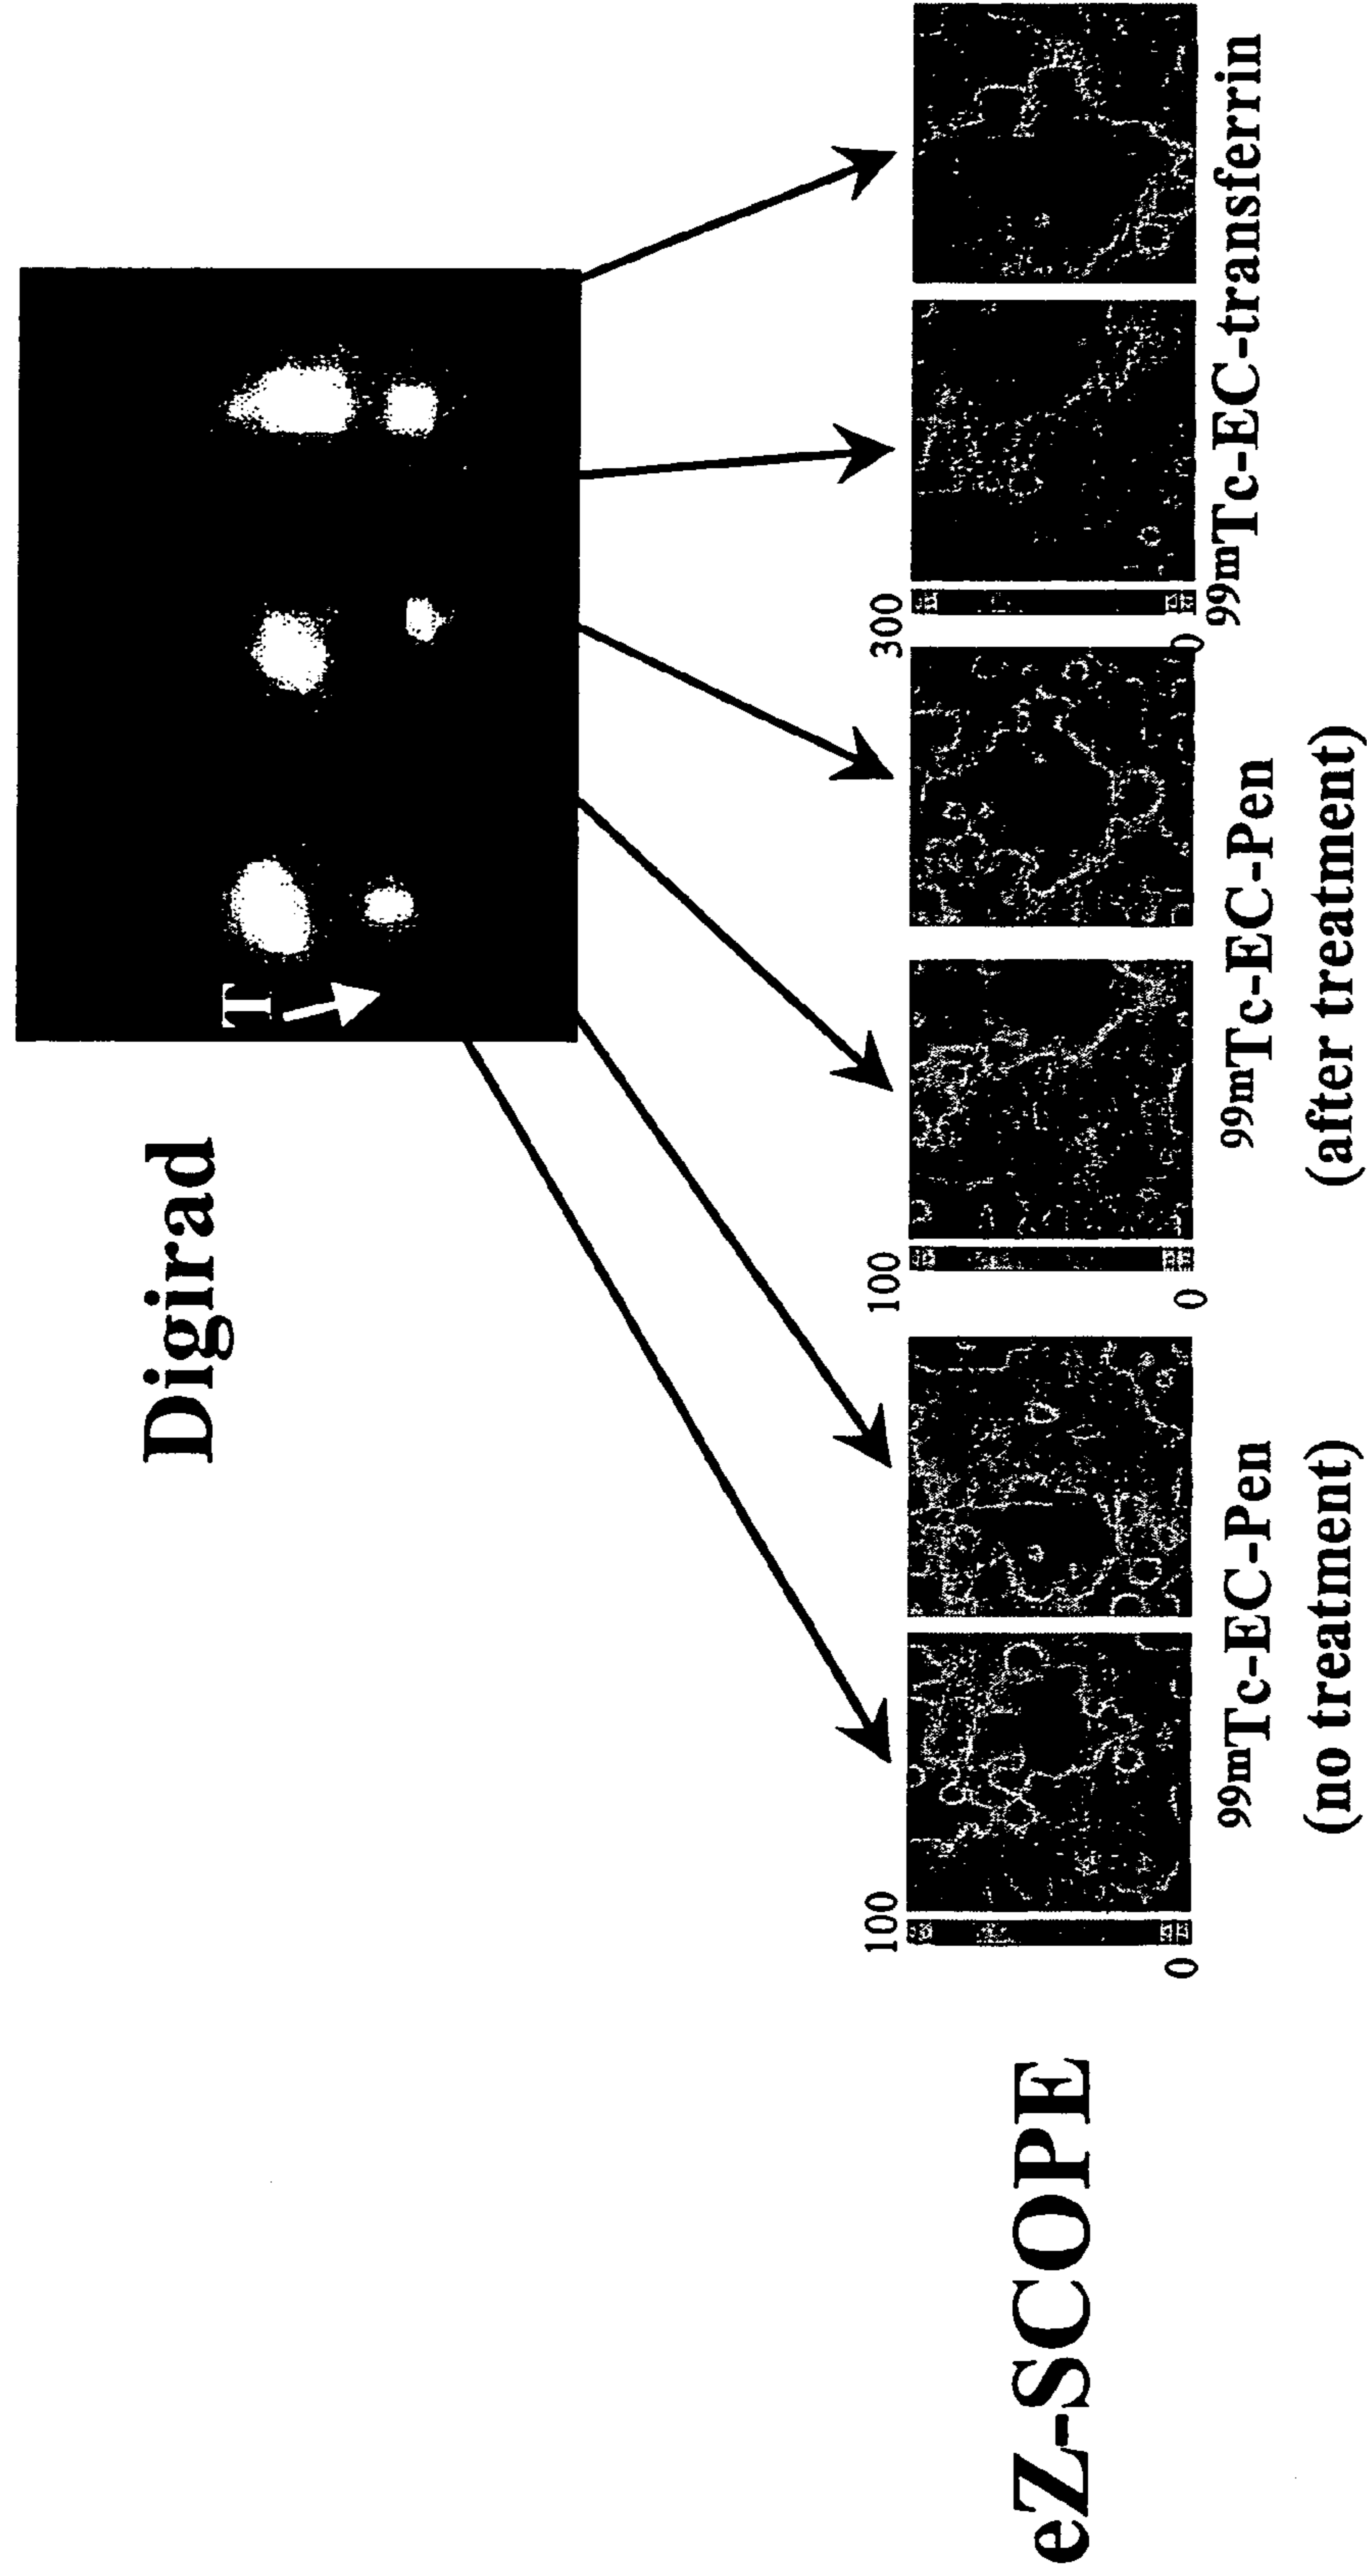 Digirad
T
eZ-SCOPE
100
0
100
0
300
0
99mTc-EC-Pen
(no treatment)
99mTc-EC-Pen
(after treatment)
99mTc-EC-transferrin